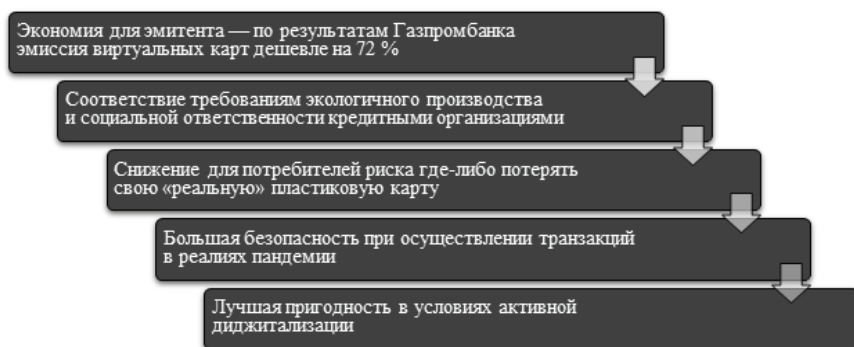 Экономия для эмитента — по результатам Газпромбанка
эмиссия виртуальных карт дешевле на 72 %
Соответствие требованиям экологичного производства
и социальной ответственности кредитными организациями
Снижение для потребителей риска где-либо потерять
свою «реальную» пластиковую карту
Большая безопасность при осуществлении транзакций
в реалиях пандемии
Лучшая пригодность в условиях активной
диджитализации